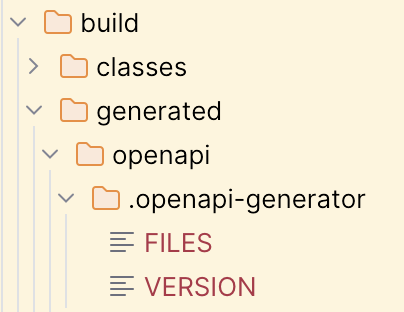 build
classes
generated
openapi
.openapi-generator
FILES
VERSION